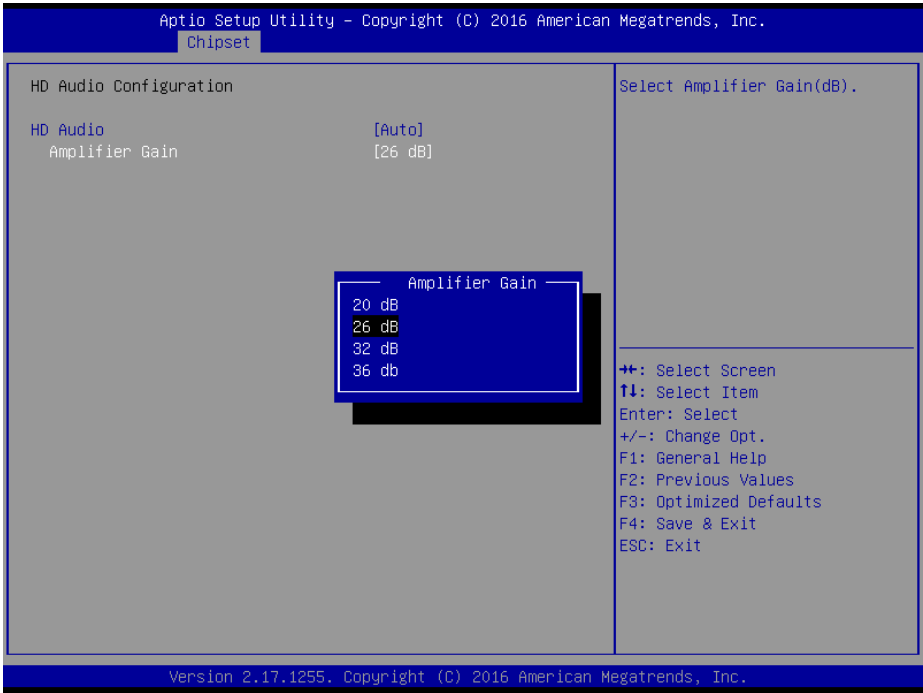 Aptio Setup Utility – Copyright (C) 2016 American Megatrends, Inc.
Chipset
HD Audio Configuration
HD Audio [Auto]
Amplifier Gain [26 dB]
Select Amplifier Gain(dB).
Amplifier Gain
20 dB
26 dB
32 dB
36 db
→←: Select Screen
↑↓: Select Item
Enter: Select
+/-: Change Opt.
F1: General Help
F2: Previous Values
F3: Optimized Defaults
F4: Save & Exit
ESC: Exit
Version 2.17.1255. Copyright (C) 2016 American Megatrends, Inc.